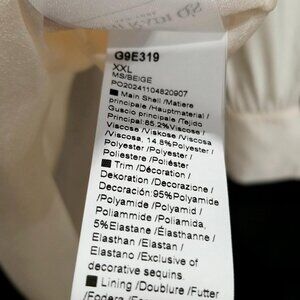 G9E319
XXL
MS/BEIGE
PO20241104820907
Main Shell /Matiere
principale /Hauptmaterial /
Guscio principale /Tejido
Principal:85.2%Viscose /
Viscose /Viskose /Viscosa
/Viscosa, 14.8%Polyester /
Polyester /Polyester /
Poliestere /Poliéster
Trim /Décoration /
Dekoration /Decorazione /
Decoración:95%Polyamide
/Polyamide /Polyamid /
Poliammide /Poliamida,
5%Elastane /Élasthanne /
Elasthan /Elastan /
Elastano /Exclusive of
decorative sequins.
Lining /Doublure /Futter
/Fodera